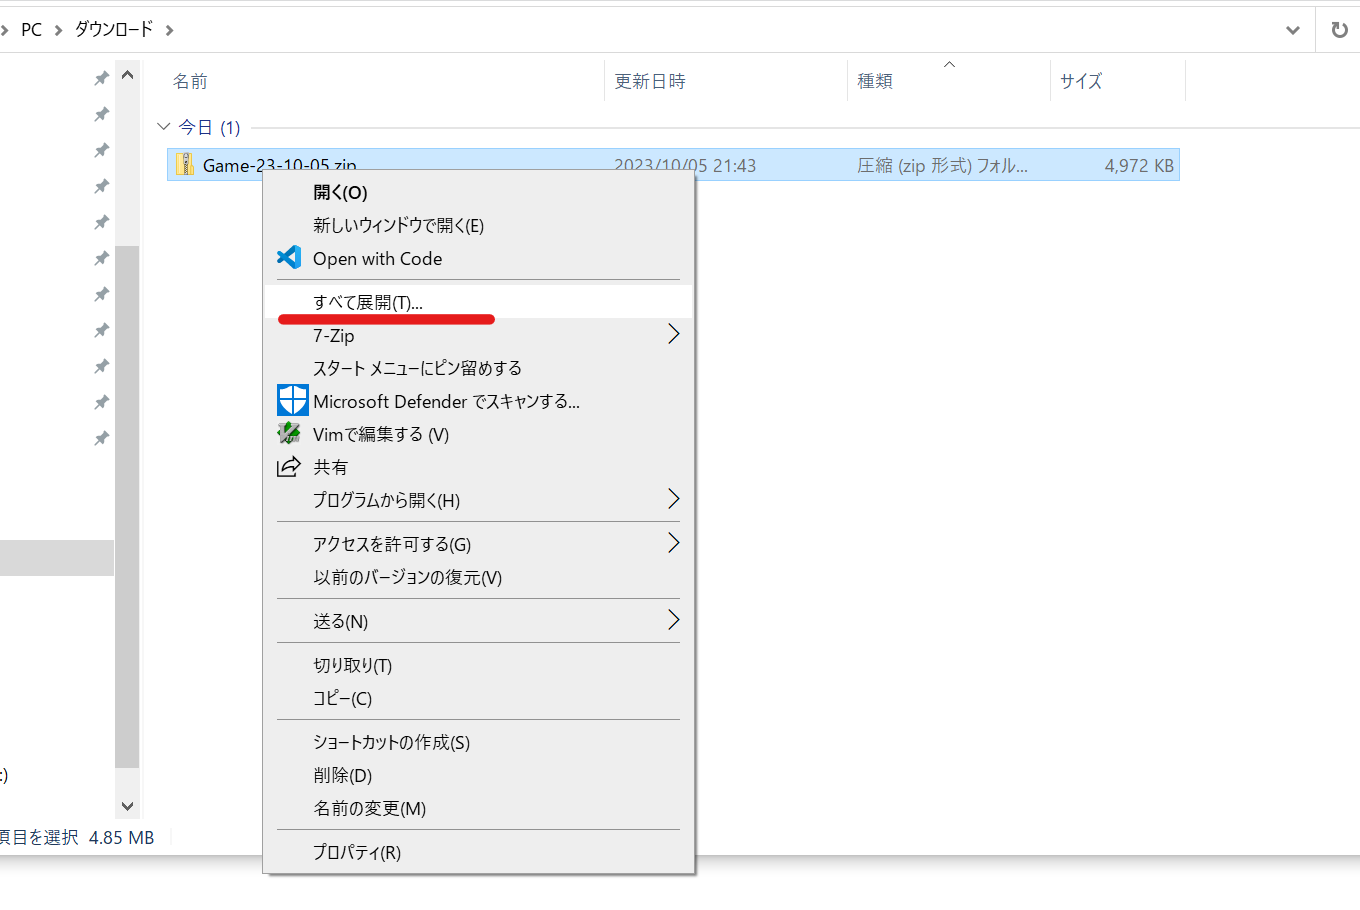 PC ダウンロード
名前 更新日時 種類 サイズ
今日 (1)
Game-23-10-05.zip 2023/10/05 21:43 圧縮 (zip 形式) フォル... 4,972 KB
開く(O)
新しいウィンドウで開く(E)
Open with Code
すべて展開(T)...
7-Zip
スタート メニューにピン留めする
Microsoft Defender でスキャンする...
Vimで編集する (V)
共有
プログラムから開く(H)
アクセスを許可する(G)
以前のバージョンの復元(V)
送る(N)
切り取り(T)
コピー(C)
ショートカットの作成(S)
:)
削除(D)
名前の変更(M)
項目を選択 4.85 MB
プロパティ(R)